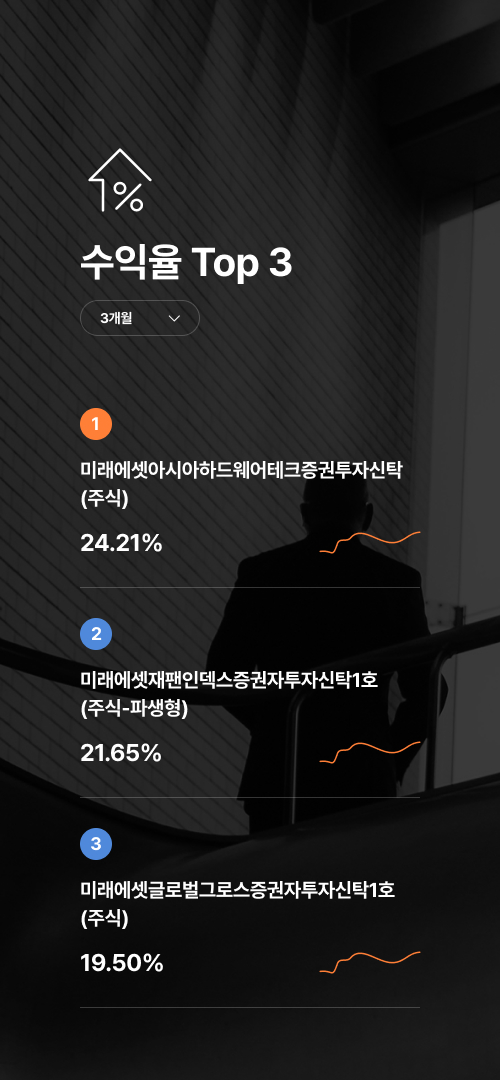 %
수익율 Top 3
3개월
1
미래에셋아시아하드웨어테크증권투자신탁
(주식)
24.21%
2
미래에셋재팬인덱스증권자투자신탁1호
(주식-파생형)
21.65%
3
미래에셋글로벌그로스증권자투자신탁1호
(주식)
19.50%